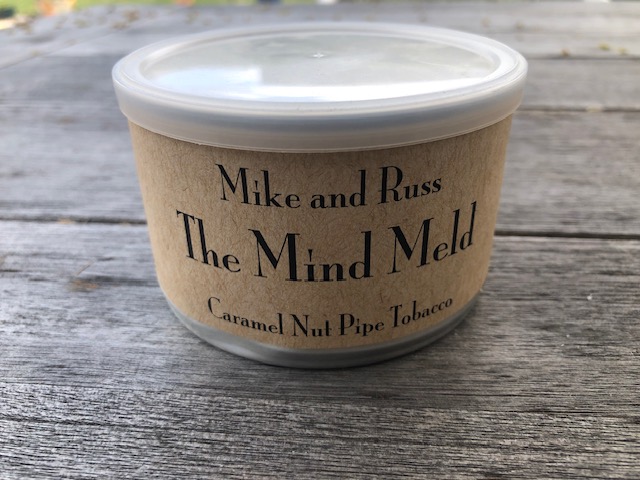 Mike and Russ
The Mind Meld
Caramel Nut Pipe Tobacco